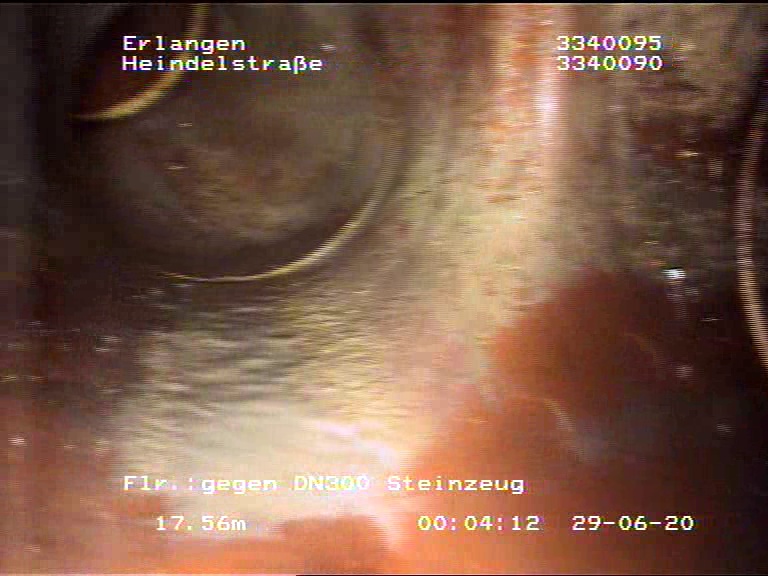 Erlangen 3340095
Heindelstraße 3340090
Flr.:gegen DN300 Steinzeug
17.56m 00:04:12 29-06-20